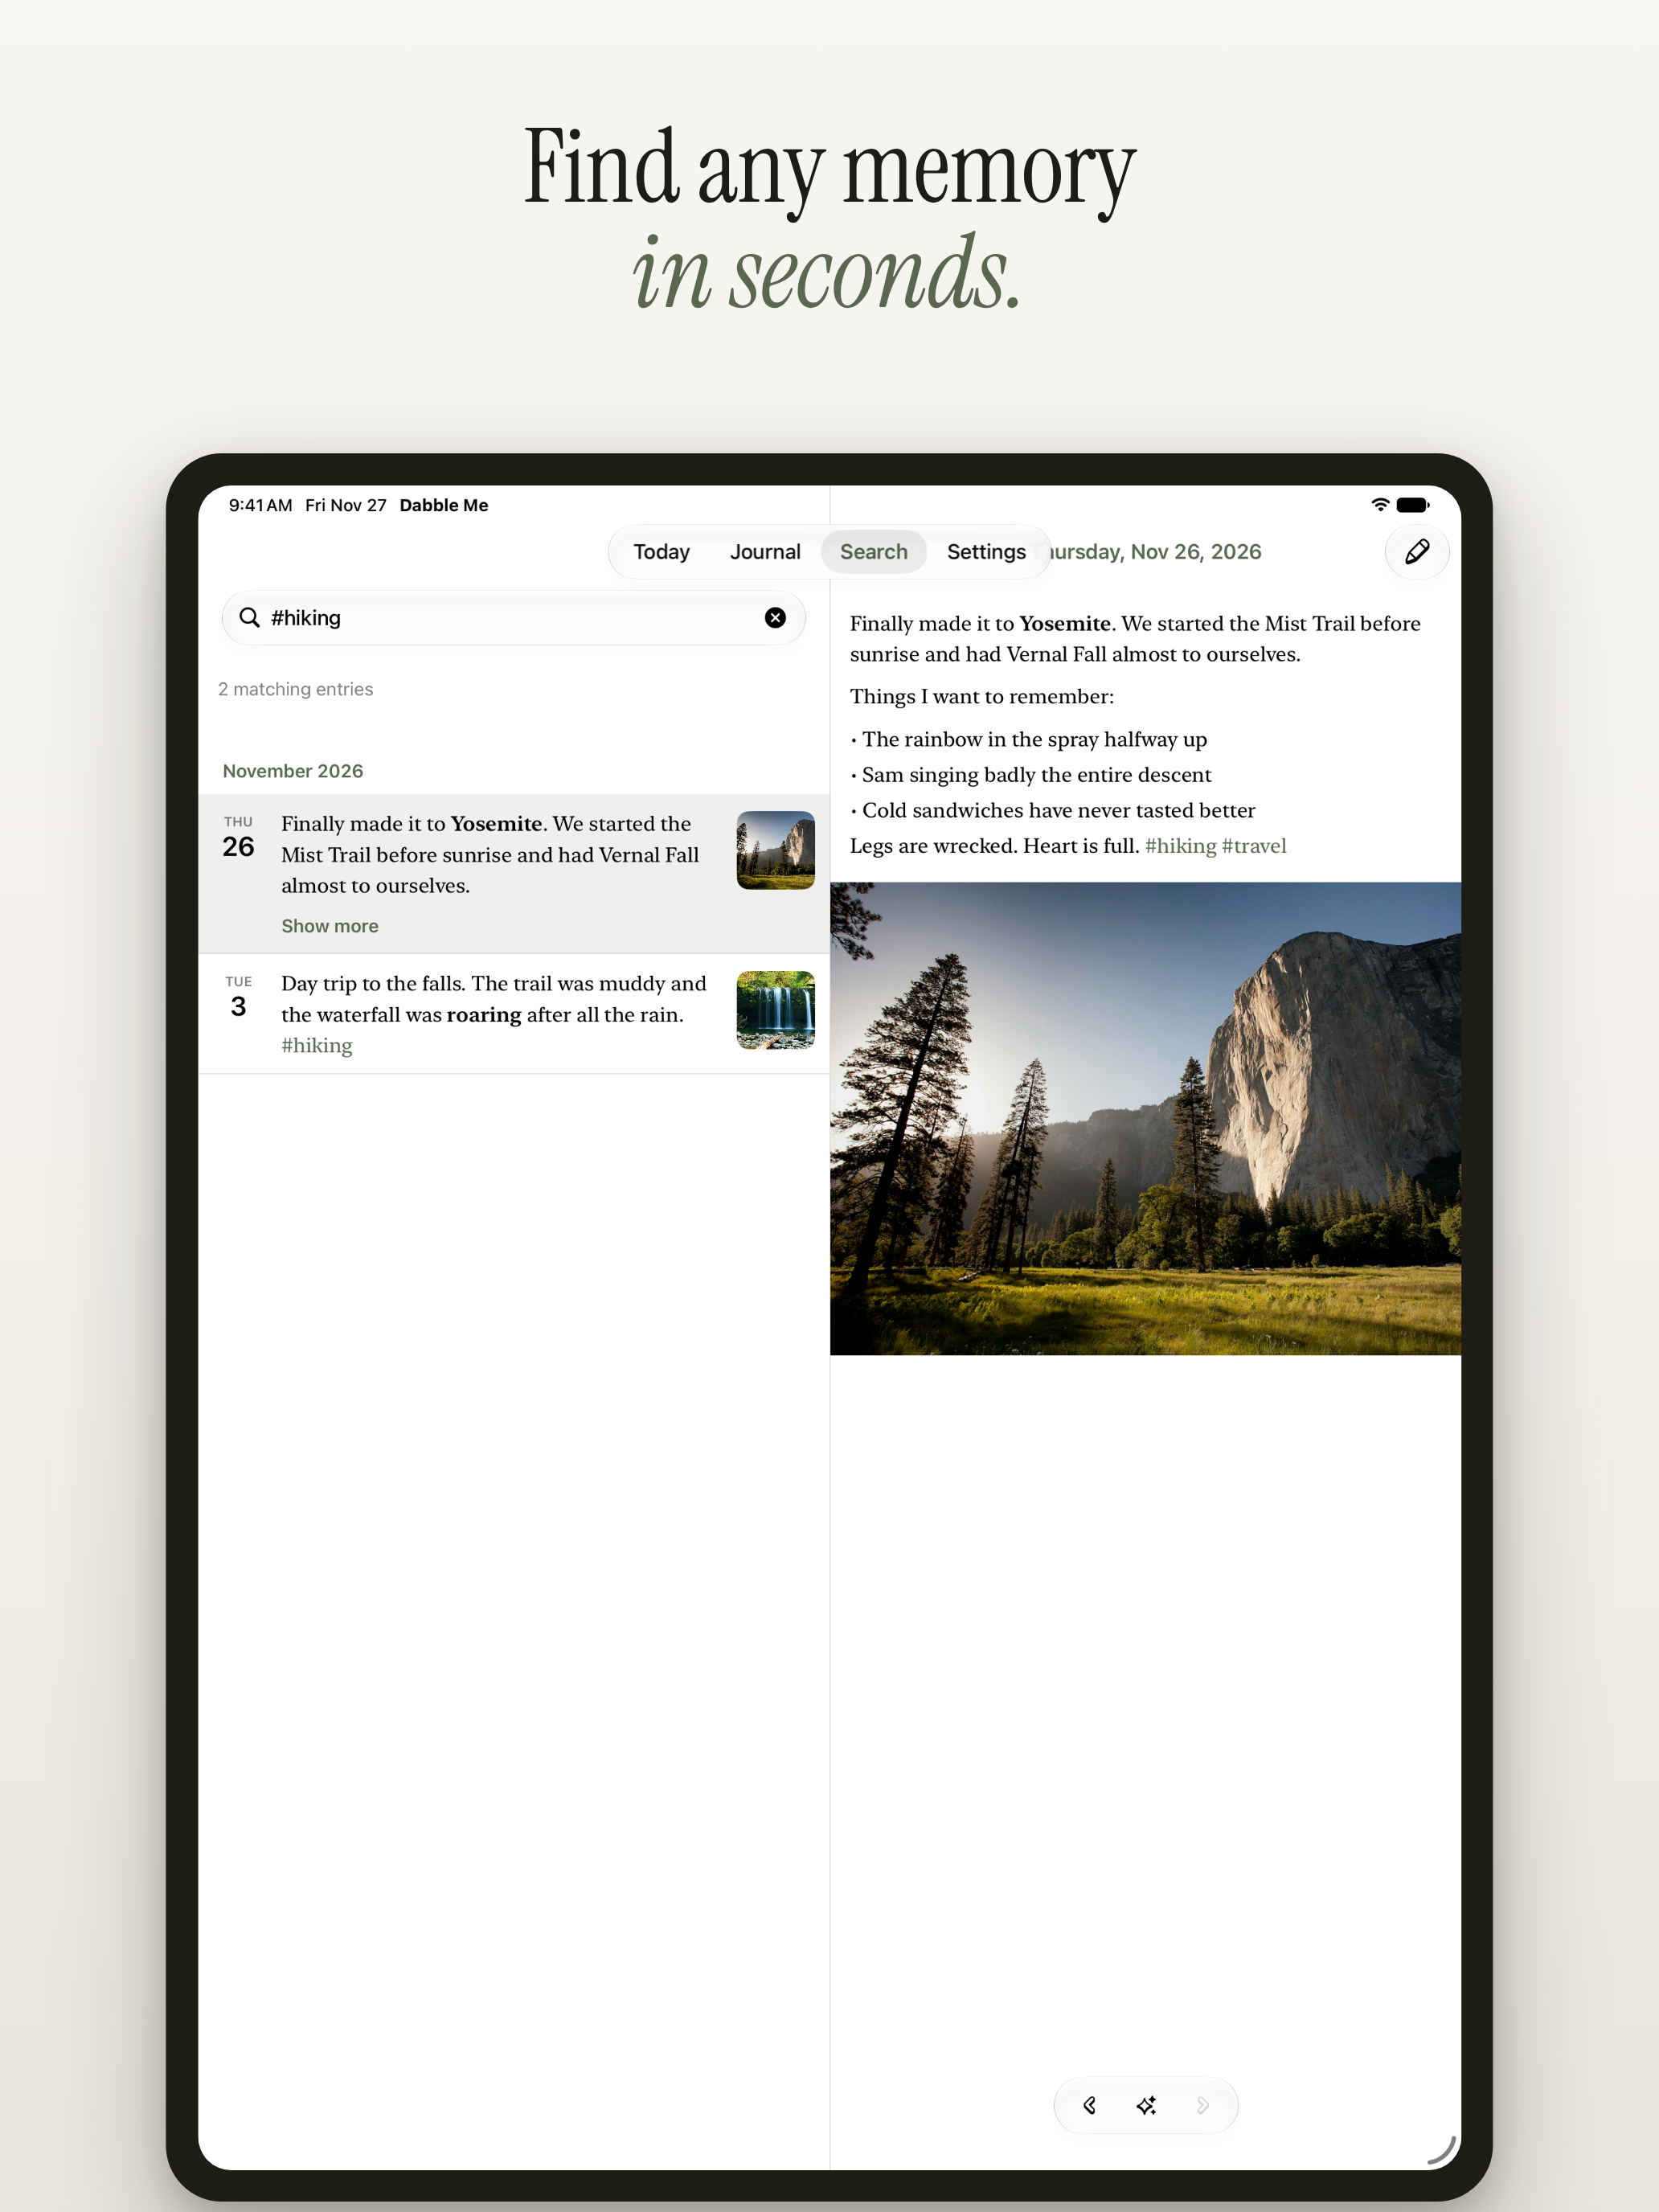 Find any memory
in seconds.
9:41 AM Fri Nov 27 Dabble Me
Today Journal Search Settings
hursday, Nov 26, 2026
#hiking
2 matching entries
November 2026
THU
26
Finally made it to Yosemite. We started the
Mist Trail before sunrise and had Vernal Fall
almost to ourselves.
Show more
TUE
3
Day trip to the falls. The trail was muddy and
the waterfall was roaring after all the rain.
#hiking
Finally made it to Yosemite. We started the Mist Trail before
sunrise and had Vernal Fall almost to ourselves.
Things I want to remember:
• The rainbow in the spray halfway up
• Sam singing badly the entire descent
• Cold sandwiches have never tasted better
Legs are wrecked. Heart is full. #hiking #travel